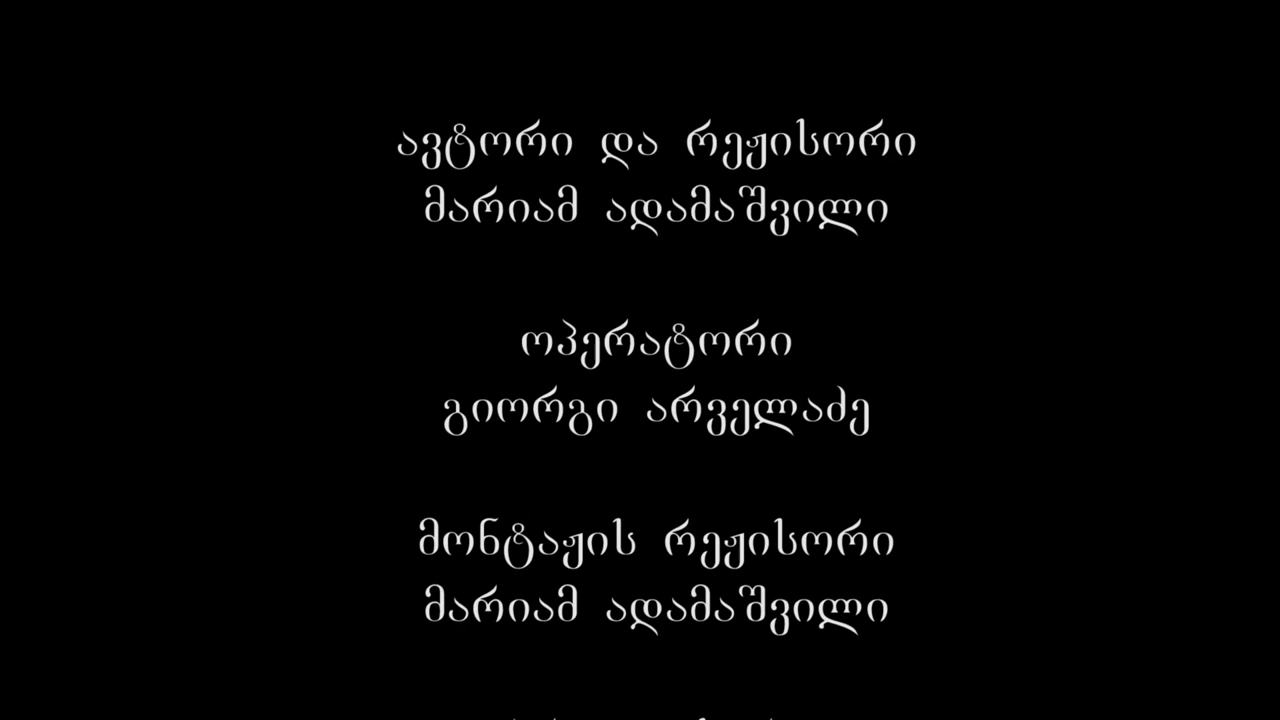 ავტორი და რეჟისორი
მარიამ ადამაშვილი
ოპერატორი
გიორგი არველაძე
მონტაჟის რეჟისორი
მარიამ ადამაშვილი